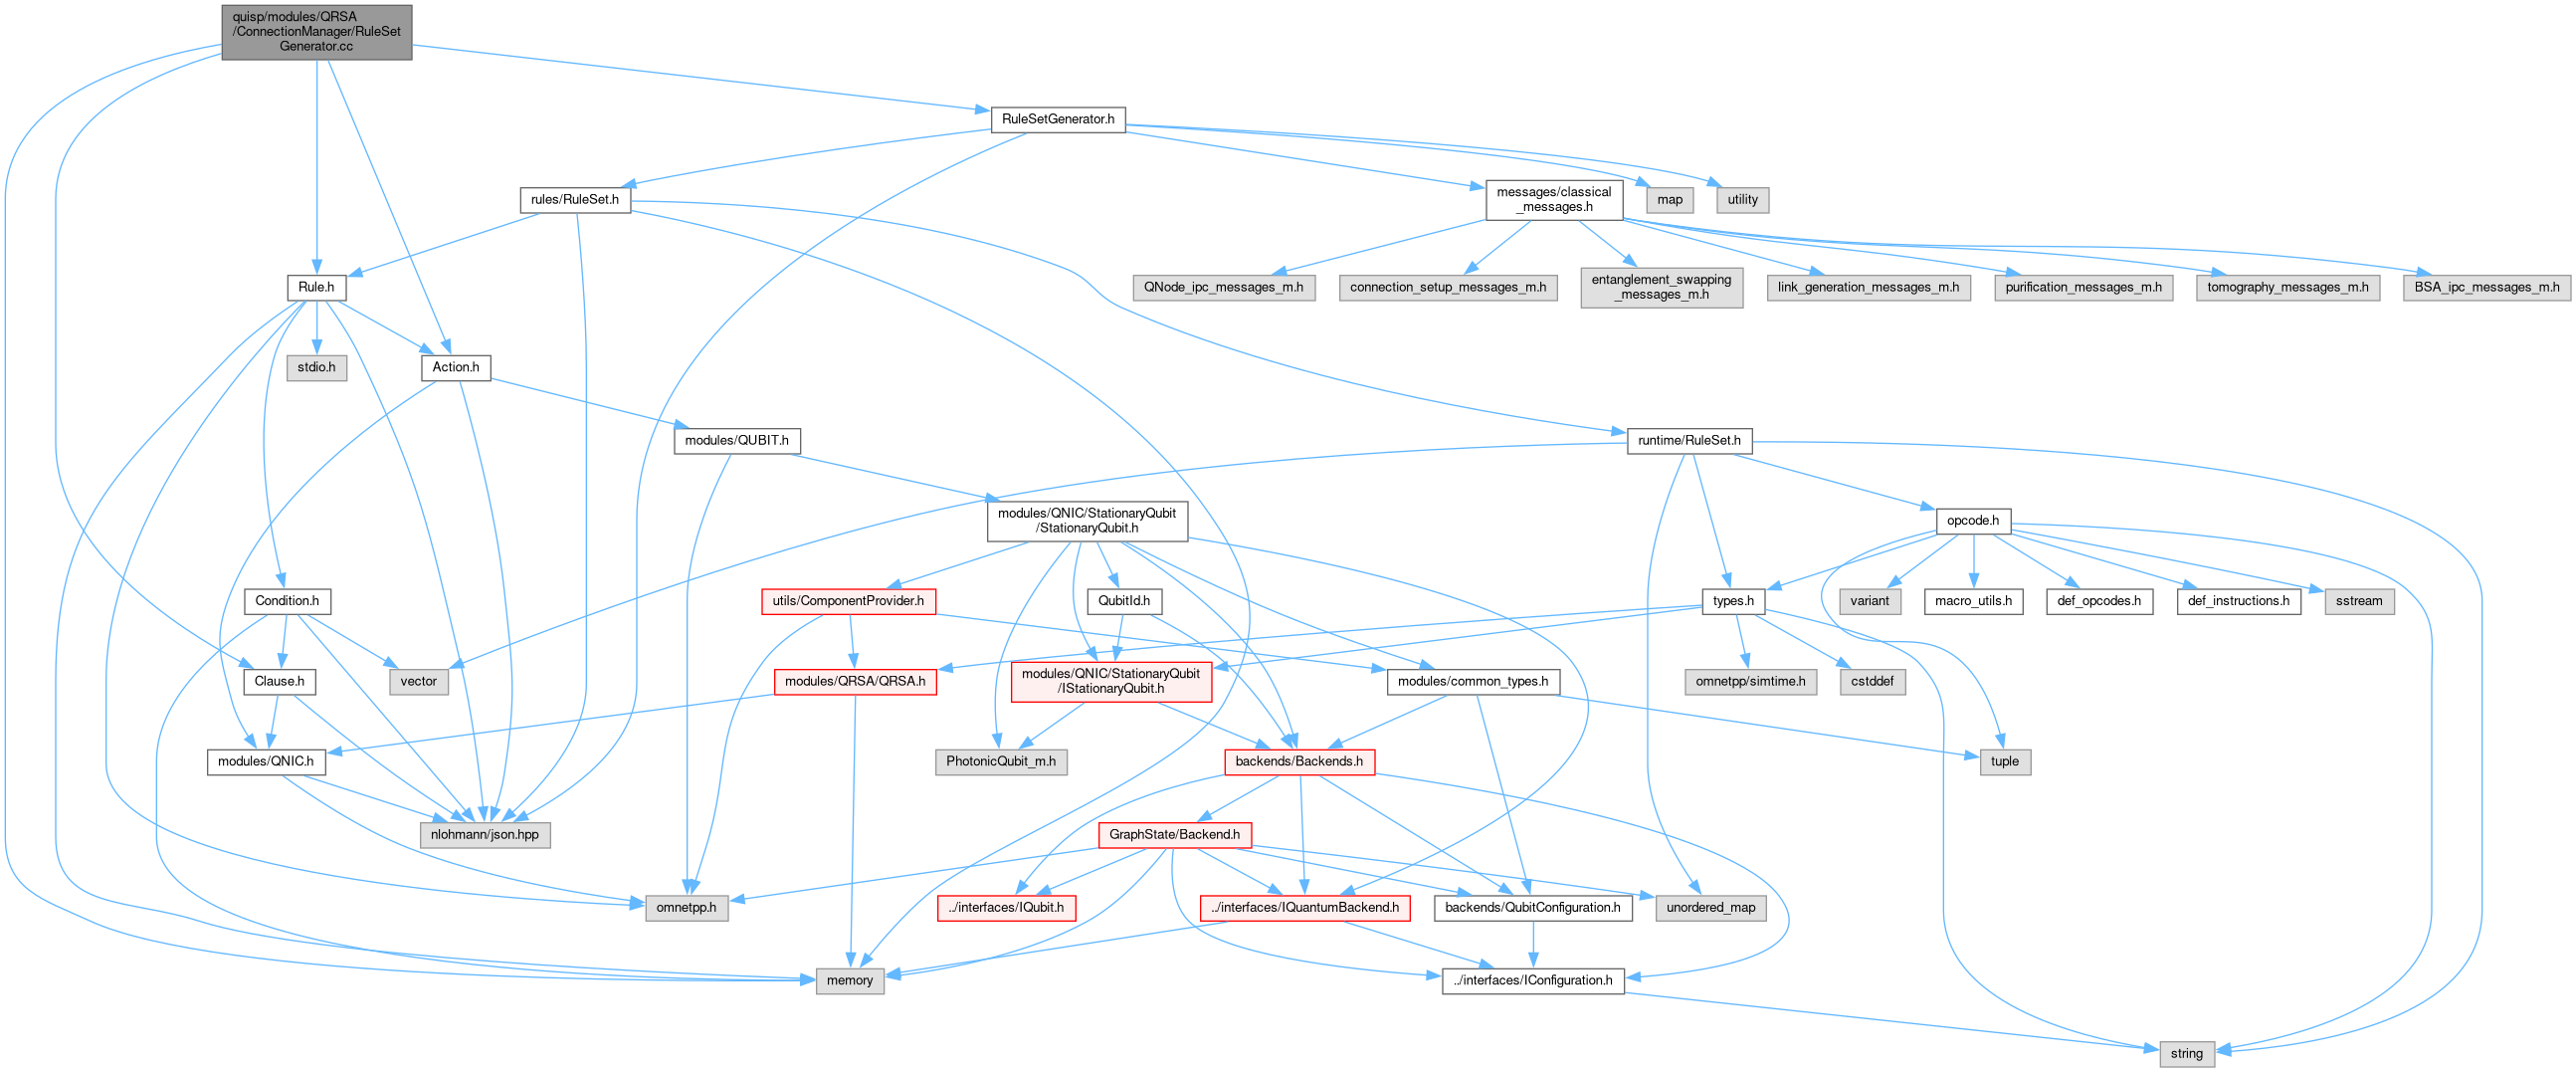 quisp/modules/QRSA
/ConnectionManager/RuleSet
Generator.cc
RuleSetGenerator.h
rules/RuleSet.h
messages/classical
_messages.h
map
utility
Rule.h
QNode_ipc_messages_m.h
connection_setup_messages_m.h
entanglement_swapping
_messages_m.h
link_generation_messages_m.h
purification_messages_m.h
tomography_messages_m.h
BSA_ipc_messages_m.h
stdio.h
Action.h
modules/QUBIT.h
runtime/RuleSet.h
modules/QNIC/StationaryQubit
/StationaryQubit.h
opcode.h
Condition.h
utils/ComponentProvider.h
QubitId.h
types.h
variant
macro_utils.h
def_opcodes.h
def_instructions.h
sstream
Clause.h
vector
modules/QRSA/QRSA.h
modules/QNIC/StationaryQubit
/IStationaryQubit.h
modules/common_types.h
omnetpp/simtime.h
cstddef
modules/QNIC.h
PhotonicQubit_m.h
backends/Backends.h
tuple
nlohmann/json.hpp
GraphState/Backend.h
omnetpp.h
../interfaces/IQubit.h
../interfaces/IQuantumBackend.h
backends/QubitConfiguration.h
unordered_map
memory
../interfaces/IConfiguration.h
string